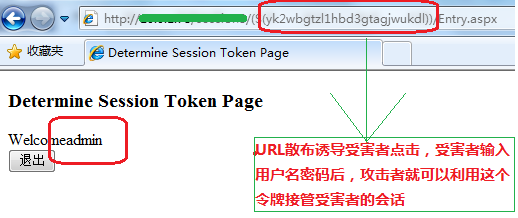 http://
/(S(yk2wbgtzl1hbd3gtagjwukdl))/Entry.aspx
收藏夹
Determine Session Token Page
Determine Session Token Page
Welcomeadmin
退出
URL散布诱导受害者点击，受害者输入
用户名密码后，攻击者就可以利用这个
令牌接管受害者的会话